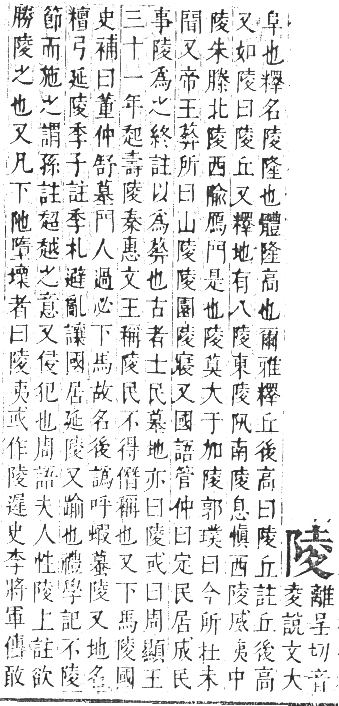 陵
離呈切音
夌說文大
阜也釋名陵隆也體隆高也爾雅釋丘後高曰陵丘註丘後高
又如陵曰陵丘又釋地有八陵東陵阠南陵息慎西陵威夷中
陵朱滕北陵西隃鴈門是也陵莫大于加陵郭璞曰今所杜未
聞又帝王葬所曰山陵陵園陵寢又國語管仲曰定民居成民
事陵為之終註以為葬也古者士民墓地亦曰陵或曰周顯王
三十一年起壽陵秦惠文王稱陵民不得僭稱也又下馬陵國
史補曰董仲舒墓門人過必下馬故名後譌呼蝦蟇陵又地名
檀弓延陵季子註季札避亂讓國居延陵又踰也禮學記不陵
節而施之謂孫註超越之意又侵犯也周語夫人性陵上註欲
勝陵之也又凡下阤墮壞者曰陵夷或作陵遲史李將軍傳敢